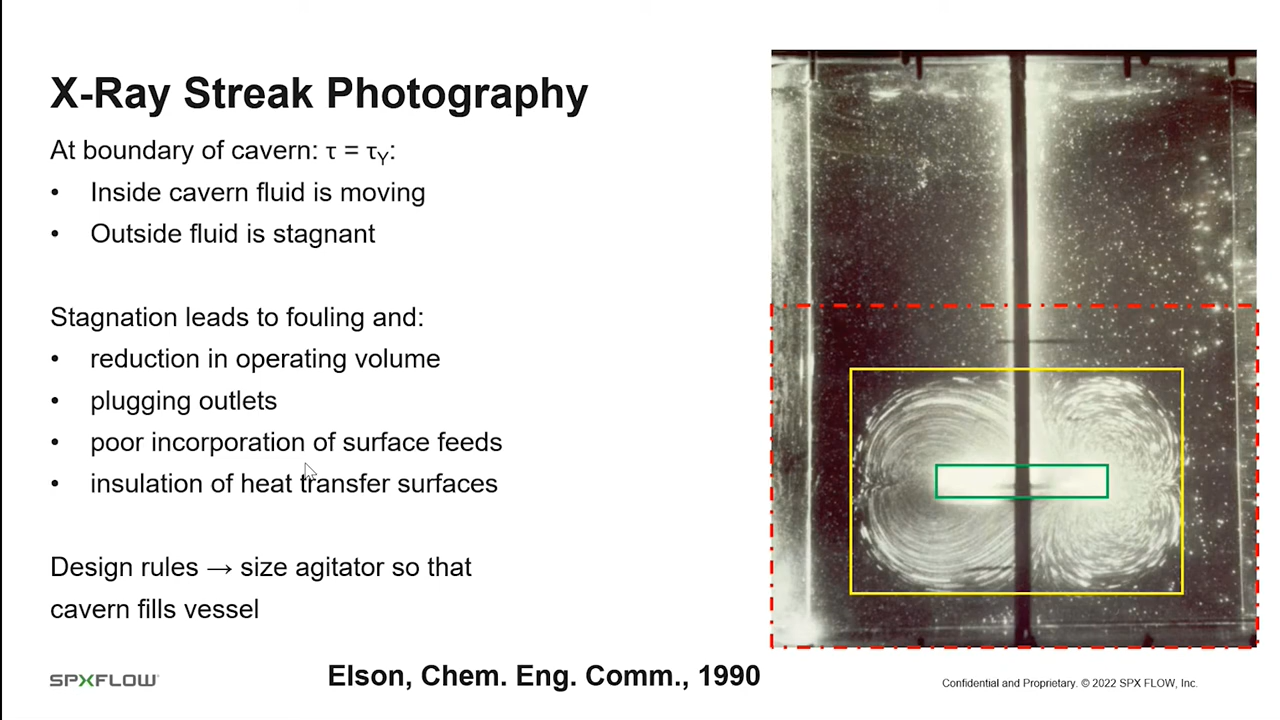 X-Ray Streak Photography
At boundary of cavern: τ = τY:
• Inside cavern fluid is moving
• Outside fluid is stagnant
Stagnation leads to fouling and:
• reduction in operating volume
• plugging outlets
• poor incorporation of surface feeds
• insulation of heat transfer surfaces
Design rules → size agitator so that
cavern fills vessel
Elson, Chem. Eng. Comm., 1990
SPXFLOW
Confidential and Proprietary. © 2022 SPX FLOW, Inc.